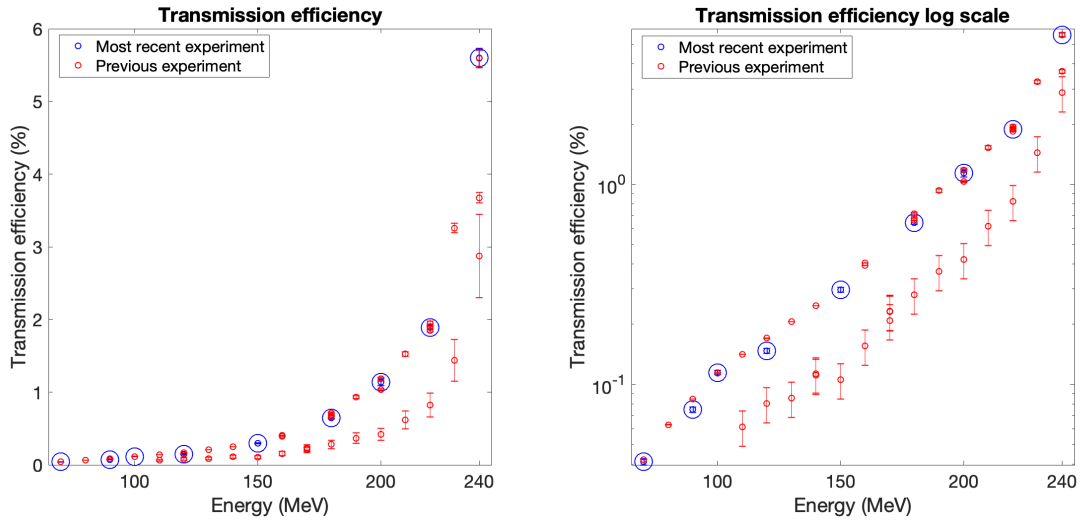 Transmission efficiency
Most recent experiment
Previous experiment
Transmission efficiency (%)
6
5
4
3
2
1
0
100
150
200
240
Energy (MeV)
Transmission efficiency log scale
Most recent experiment
Previous experiment
Transmission efficiency (%)
10^0
10^-1
100
150
200
240
Energy (MeV)